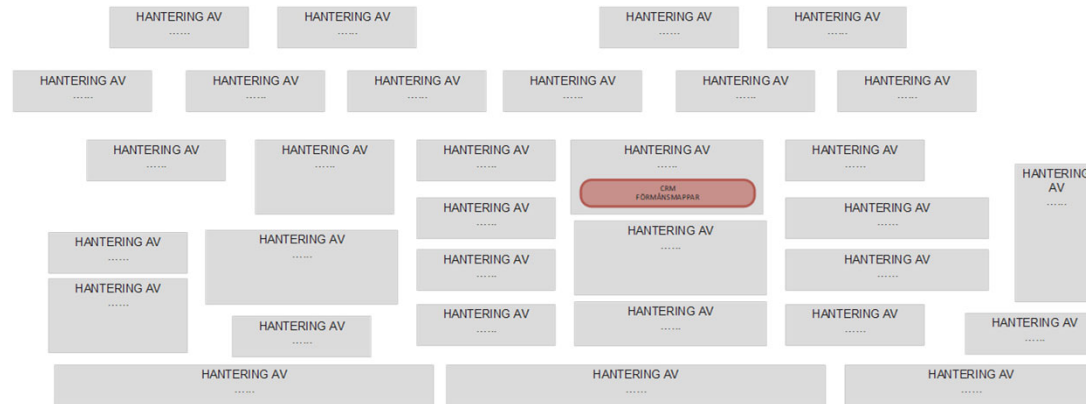 HANTERING AV
......
HANTERING AV
......
HANTERING AV
......
HANTERING AV
......
HANTERING AV
......
HANTERING AV
......
HANTERING AV
......
HANTERING AV
......
HANTERING AV
......
HANTERING AV
......
HANTERING AV
......
HANTERING AV
......
HANTERING AV
......
HANTERING AV
......
CRM
FÖRMÅNSMAPPAR
HANTERING AV
......
HANTERING
AV
......
HANTERING AV
......
HANTERING AV
......
HANTERING AV
......
HANTERING AV
......
HANTERING AV
......
HANTERING AV
......
HANTERING AV
......
HANTERING AV
......
HANTERING AV
......
HANTERING AV
......
HANTERING AV
......
HANTERING AV
......
HANTERING AV
......
HANTERING AV
......
HANTERING AV
......
HANTERING AV
......
HANTERING AV
......